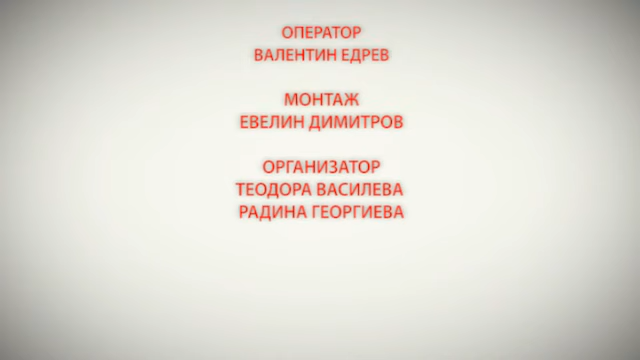 ОПЕРАТОР
ВАЛЕНТИН ЕДРЕВ
МОНТАЖ
ЕВЕЛИН ДИМИТРОВ
ОРГАНИЗАТОР
ТЕОДОРА ВАСИЛЕВА
РАДИНА ГЕОРГИЕВА